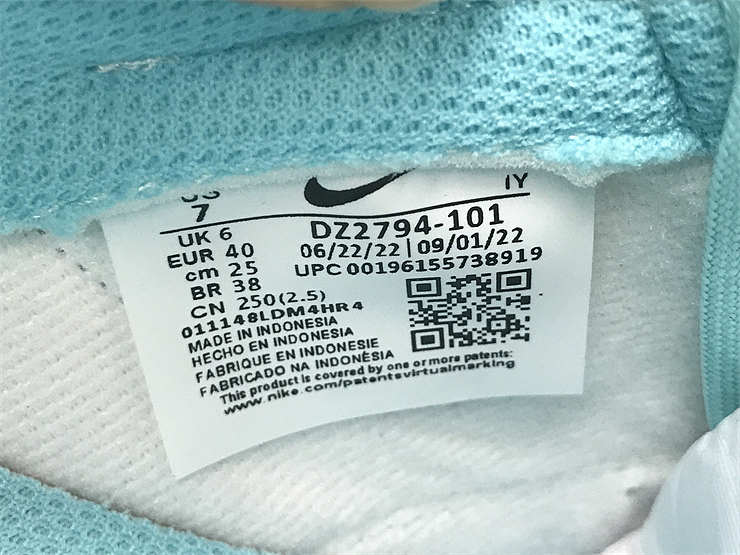 US
7
IY
UK 6
EUR 40
cm 25
BR 38
CN 250(2.5)
DZ2794-101
06/22/22 | 09/01/22
UPC 00196155738919
011148LDM4HR4
MADE IN INDONESIA
HECHO EN INDONESIA
FABRIQUE EN INDONESIE
FABRICADO NA INDONÉSIA
This product is covered by one or more patents:
www.nike.com/patentsvirtualmarking